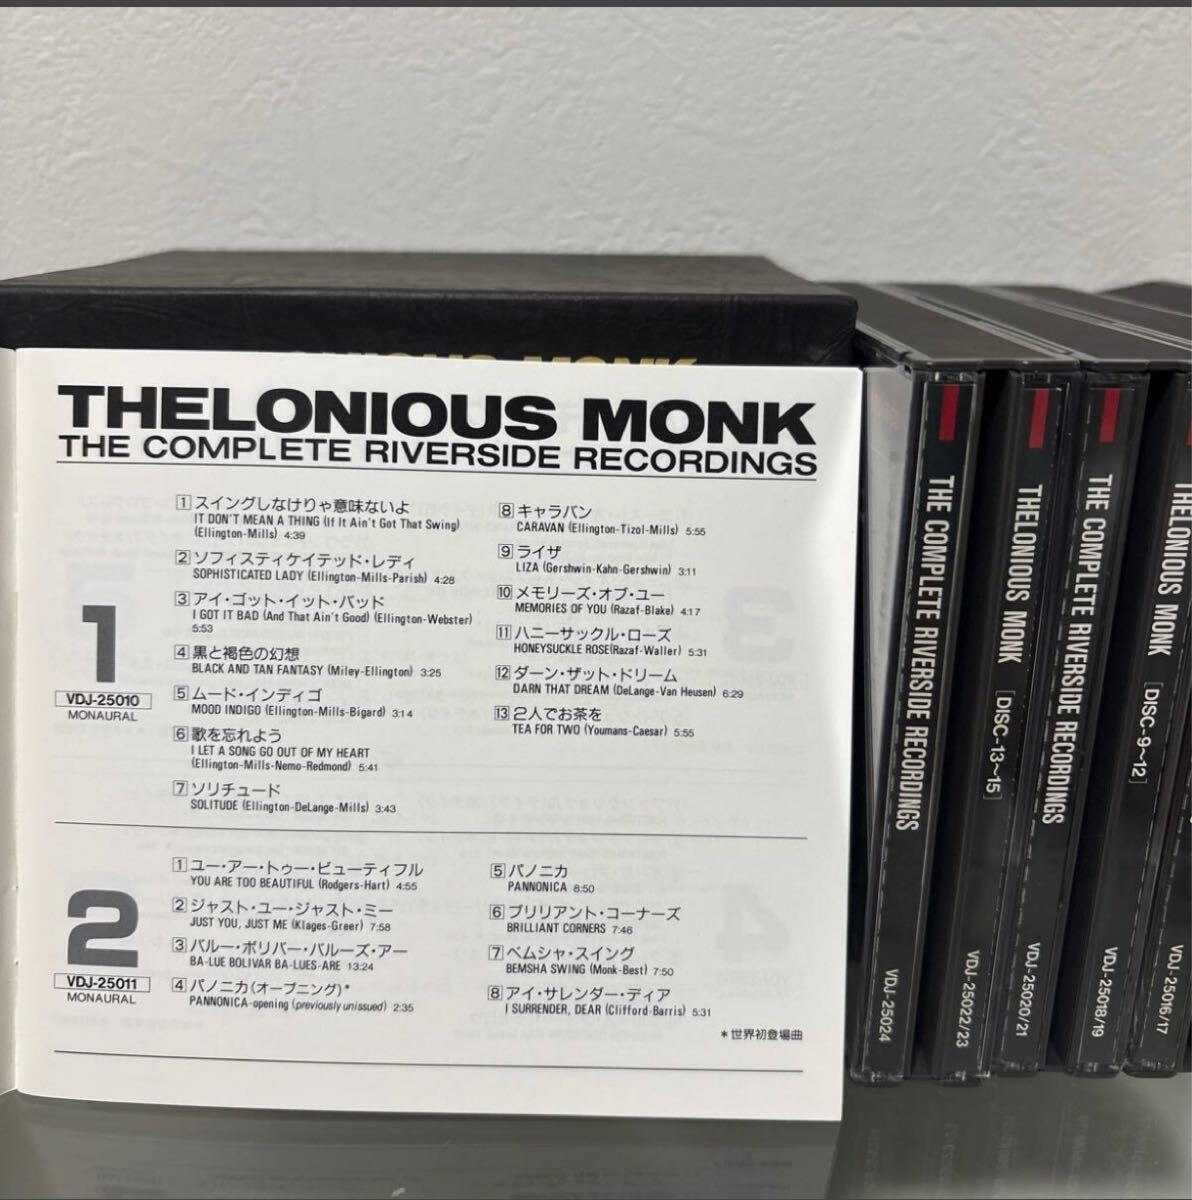 THELONIOUS MONK
THE COMPLETE RIVERSIDE RECORDINGS
1
VDJ-25010
MONAURAL
1 スイングしなけりゃ意味ないよ
IT DON'T MEAN A THING (If It Ain't Got That Swing)
(Ellington-Mills) 4:39
2 ソフィスティケイテッド・レディ
SOPHISTICATED LADY (Ellington-Mills-Parish) 4:28
3 アイ・ゴット・イット・バッド
I GOT IT BAD (And That Ain't Good) (Ellington-Webster)
5:53
4 黒と褐色の幻想
BLACK AND TAN FANTASY (Miley-Ellington) 3:25
5 ムード・インディゴ
MOOD INDIGO (Ellington-Mills-Bigard) 3:14
6 歌を忘れよう
I LET A SONG GO OUT OF MY HEART
(Ellington-Mills-Nemo-Redmond) 5:41
7 ソリチュード
SOLITUDE (Ellington-DeLange-Mills) 3:43
8 キャラバン
CARAVAN (Ellington-Tizol-Mills) 5:55
9 ライザ
LIZA (Gershwin-Kahn-Gershwin) 3:11
10 メモリーズ・オブ・ユー
MEMORIES OF YOU (Razaf-Blake) 4:17
11 ハニーサックル・ローズ
HONEYSUCKLE ROSE(Razaf-Waller) 5:31
12 ダーン・ザット・ドリーム
DARN THAT DREAM (DeLange-Van Heusen) 6:29
13 2人でお茶を
TEA FOR TWO (Youmans-Caesar) 5:55
2
VDJ-25011
MONAURAL
1 ユー・アー・トゥー・ビューティフル
YOU ARE TOO BEAUTIFUL (Rodgers-Hart) 4:55
2 ジャスト・ユー・ジャスト・ミー
JUST YOU, JUST ME (Klages-Greer) 7:58
3 バルー・ボリバー・バルーズ・アー
BA-LUE BOLIVAR BA-LUES-ARE 13:24
4 パノニカ(オープニング)*
PANNONICA-opening (previously unissued) 2:35
5 パノニカ
PANNONICA 8:50
6 ブリリアント・コーナーズ
BRILLIANT CORNERS 7:46
7 ベムシャ・スイング
BEMSHA SWING (Monk-Best) 7:50
8 アイ・サレンダー・ディア
I SURRENDER, DEAR (Clifford-Barris) 5:31
*世界初登場曲
THE COMPLETE RIVERSIDE RECORDINGS
VDJ-25024
VDJ-25022/23
THELONIOUS MONK [DISC-13~15]
VDJ-25020/21
THE COMPLETE RIVERSIDE RECORDINGS
VDJ-25018/19
THELONIOUS MONK [DISC-9~12]
VDJ-25016/17